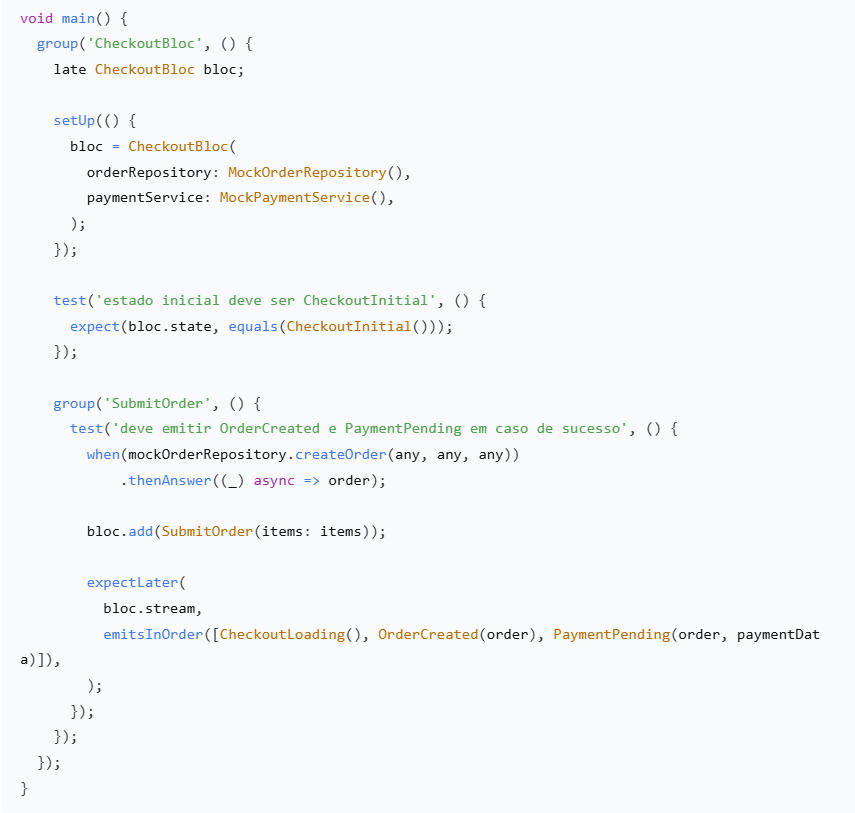 void main() {
  group('CheckoutBloc', () {
    late CheckoutBloc bloc;

    setUp(() {
      bloc = CheckoutBloc(
        orderRepository: MockOrderRepository(),
        paymentService: MockPaymentService(),
      );
    });

    test('estado inicial deve ser CheckoutInitial', () {
      expect(bloc.state, equals(CheckoutInitial()));
    });

    group('SubmitOrder', () {
      test('deve emitir OrderCreated e PaymentPending em caso de sucesso', () {
        when(mockOrderRepository.createOrder(any, any, any))
            .thenAnswer((_) async => order);

        bloc.add(SubmitOrder(items: items));

        expectLater(
          bloc.stream,
          emitsInOrder([CheckoutLoading(), OrderCreated(order), PaymentPending(order, paymentDat
a)]),
        );
      });
    });
  });
}